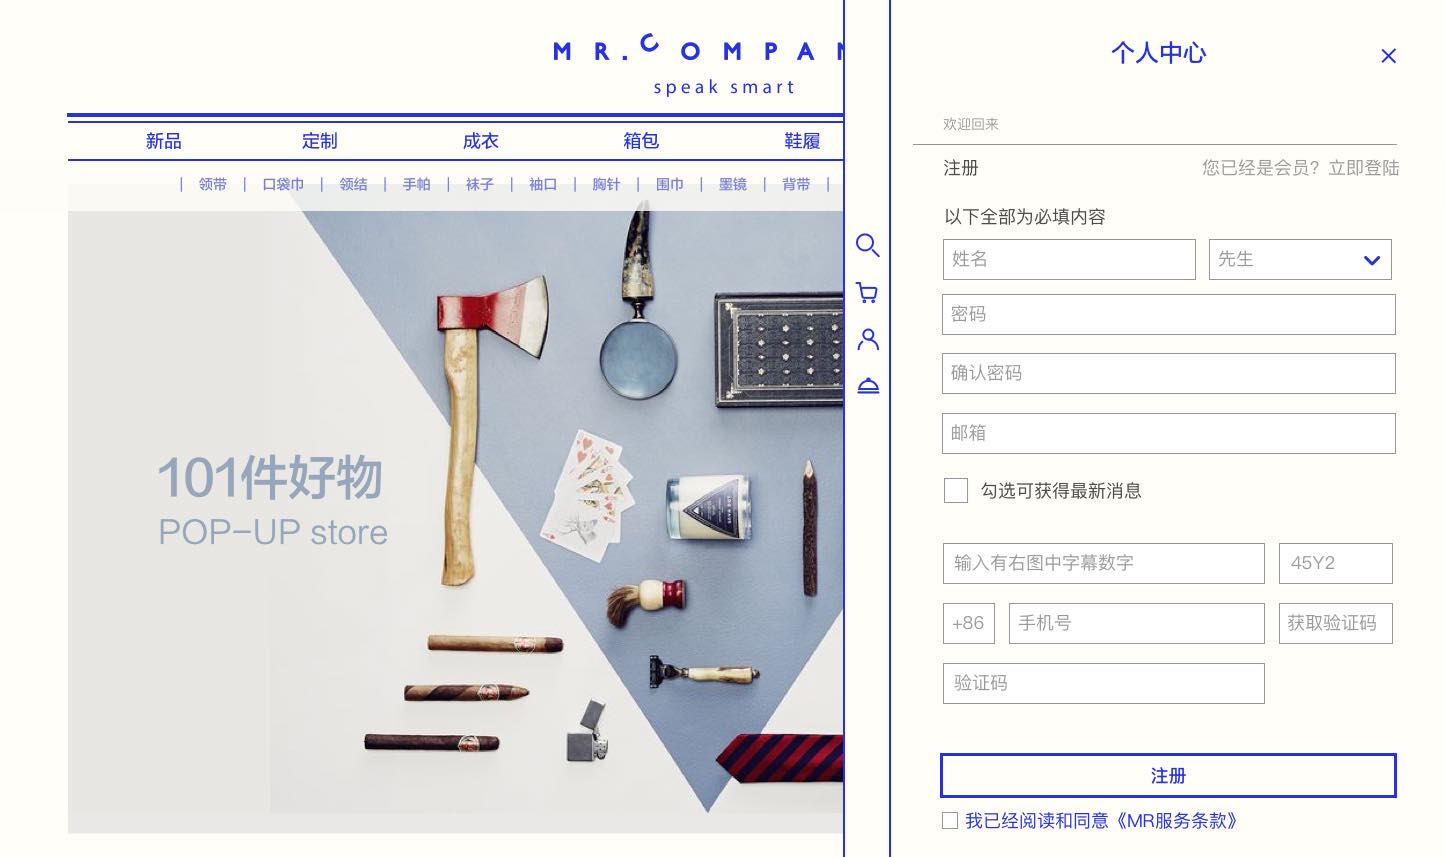 MR.COMPA
speak smart
新品 定制 成衣 箱包 鞋履
| 领带 | 口袋巾 | 领结 | 手帕 | 袜子 | 袖口 | 胸针 | 围巾 | 墨镜 | 背带 |
101件好物
POP-UP store
个人中心
欢迎回来
注册 您已经是会员？立即登陆
以下全部为必填内容
姓名 先生
密码
确认密码
邮箱
勾选可获得最新消息
输入有右图中字幕数字 45Y2
+86 手机号 获取验证码
验证码
注册
我已经阅读和同意《MR服务条款》